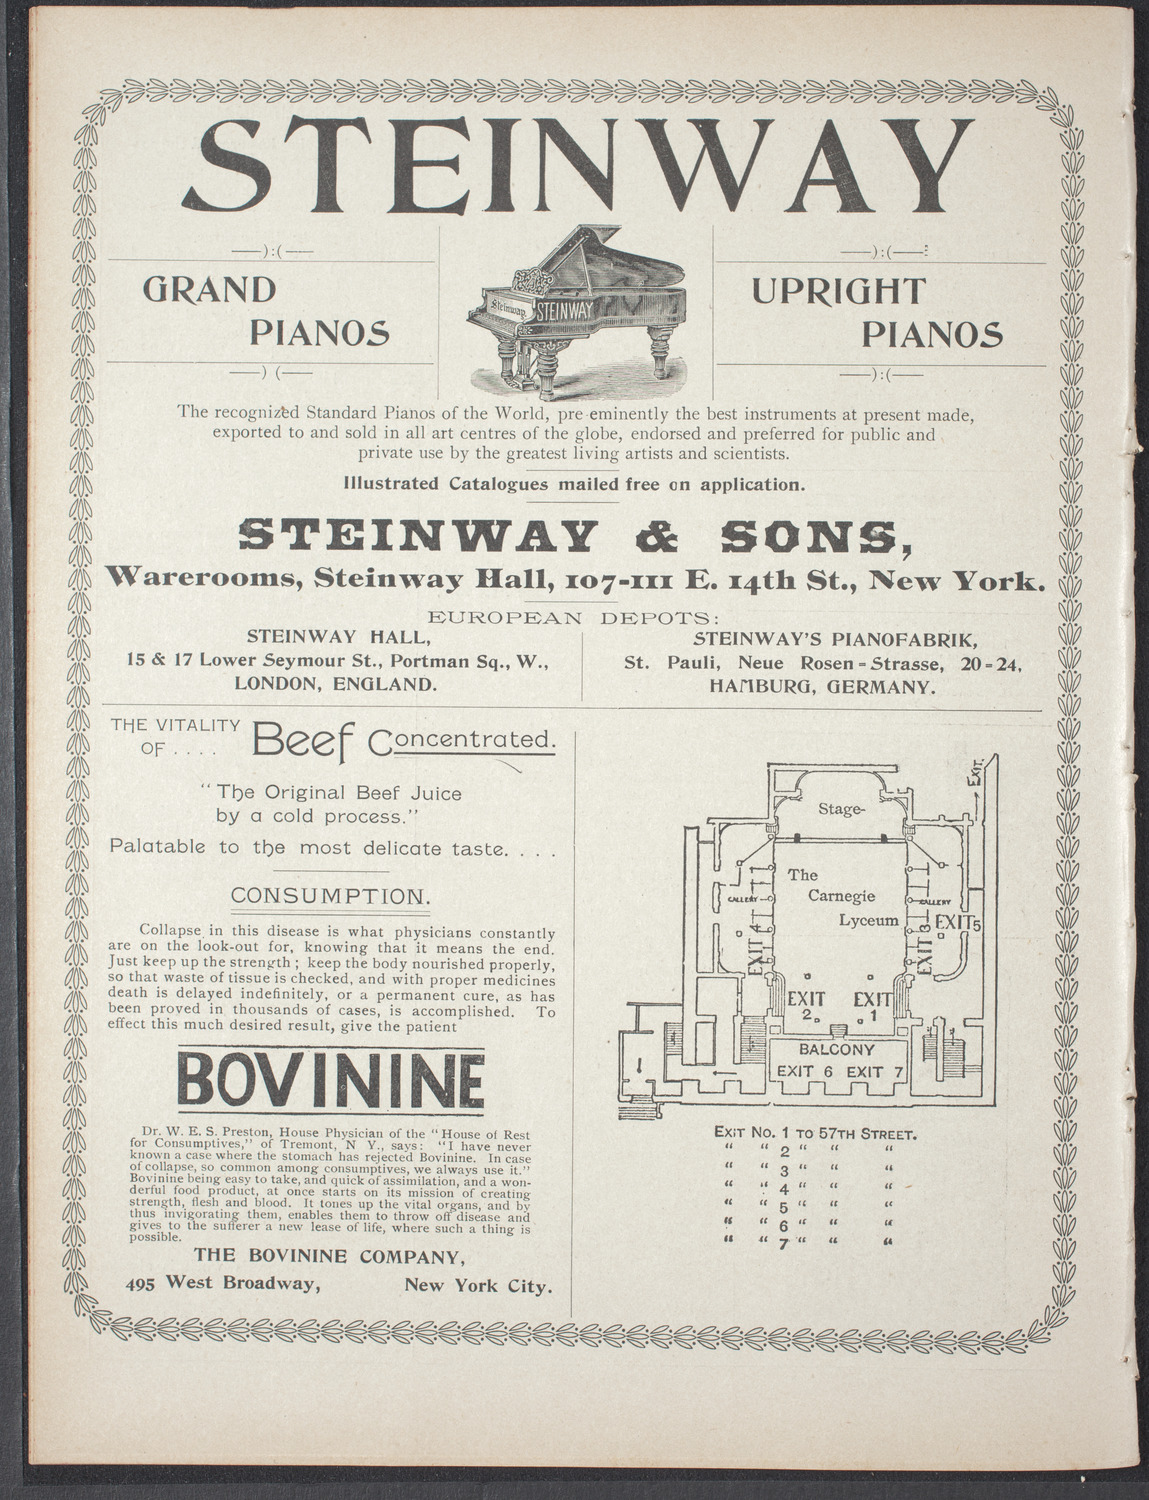 STEINWAY
GRAND
PIANOS
Steinway
STEINWAY
UPRIGHT
PIANOS
The recognized Standard Pianos of the World, pre-eminently the best instruments at present made,
exported to and sold in all art centres of the globe, endorsed and preferred for public and
private use by the greatest living artists and scientists.
Illustrated Catalogues mailed free on application.
STEINWAY & SONS,
Warerooms, Steinway Hall, 107-111 E. 14th St., New York.
EUROPEAN DEPOTS:
STEINWAY HALL,
15 & 17 Lower Seymour St., Portman Sq., W.,
LONDON, ENGLAND.
STEINWAY'S PIANOFABRIK,
St. Pauli, Neue Rosen-Strasse, 20-24,
HAMBURG, GERMANY.
THE VITALITY
OF . . . .
Beef Concentrated.
"The Original Beef Juice
by a cold process."
Palatable to the most delicate taste. . . .
CONSUMPTION.
Collapse in this disease is what physicians constantly
are on the look-out for, knowing that it means the end.
Just keep up the strength; keep the body nourished properly,
so that waste of tissue is checked, and with proper medicines
death is delayed indefinitely, or a permanent cure, as has
been proved in thousands of cases, is accomplished. To
effect this much desired result, give the patient
BOVININE
Dr. W. E. S. Preston, House Physician of the "House of Rest
for Consumptives," of Tremont, N Y., says: "I have never
known a case where the stomach has rejected Bovinine. In case
of collapse, so common among consumptives, we always use it."
Bovinine being easy to take, and quick of assimilation, and a won-
derful food product, at once starts on its mission of creating
strength, flesh and blood. It tones up the vital organs, and by
thus invigorating them, enables them to throw off disease and
gives to the sufferer a new lease of life, where such a thing is
possible.
THE BOVININE COMPANY,
495 West Broadway, New York City.
EXIT.
Stage-
The
Carnegie
Lyceum
GALLERY
GALLERY
EXIT 4
EXIT 3
EXIT 5
EXIT
2
EXIT
1
BALCONY
EXIT 6 EXIT 7
EXIT NO. 1 TO 57TH STREET.
" " 2 " " "
" " 3 " " "
" " 4 " " "
" " 5 " " "
" " 6 " " "
" " 7 " " "